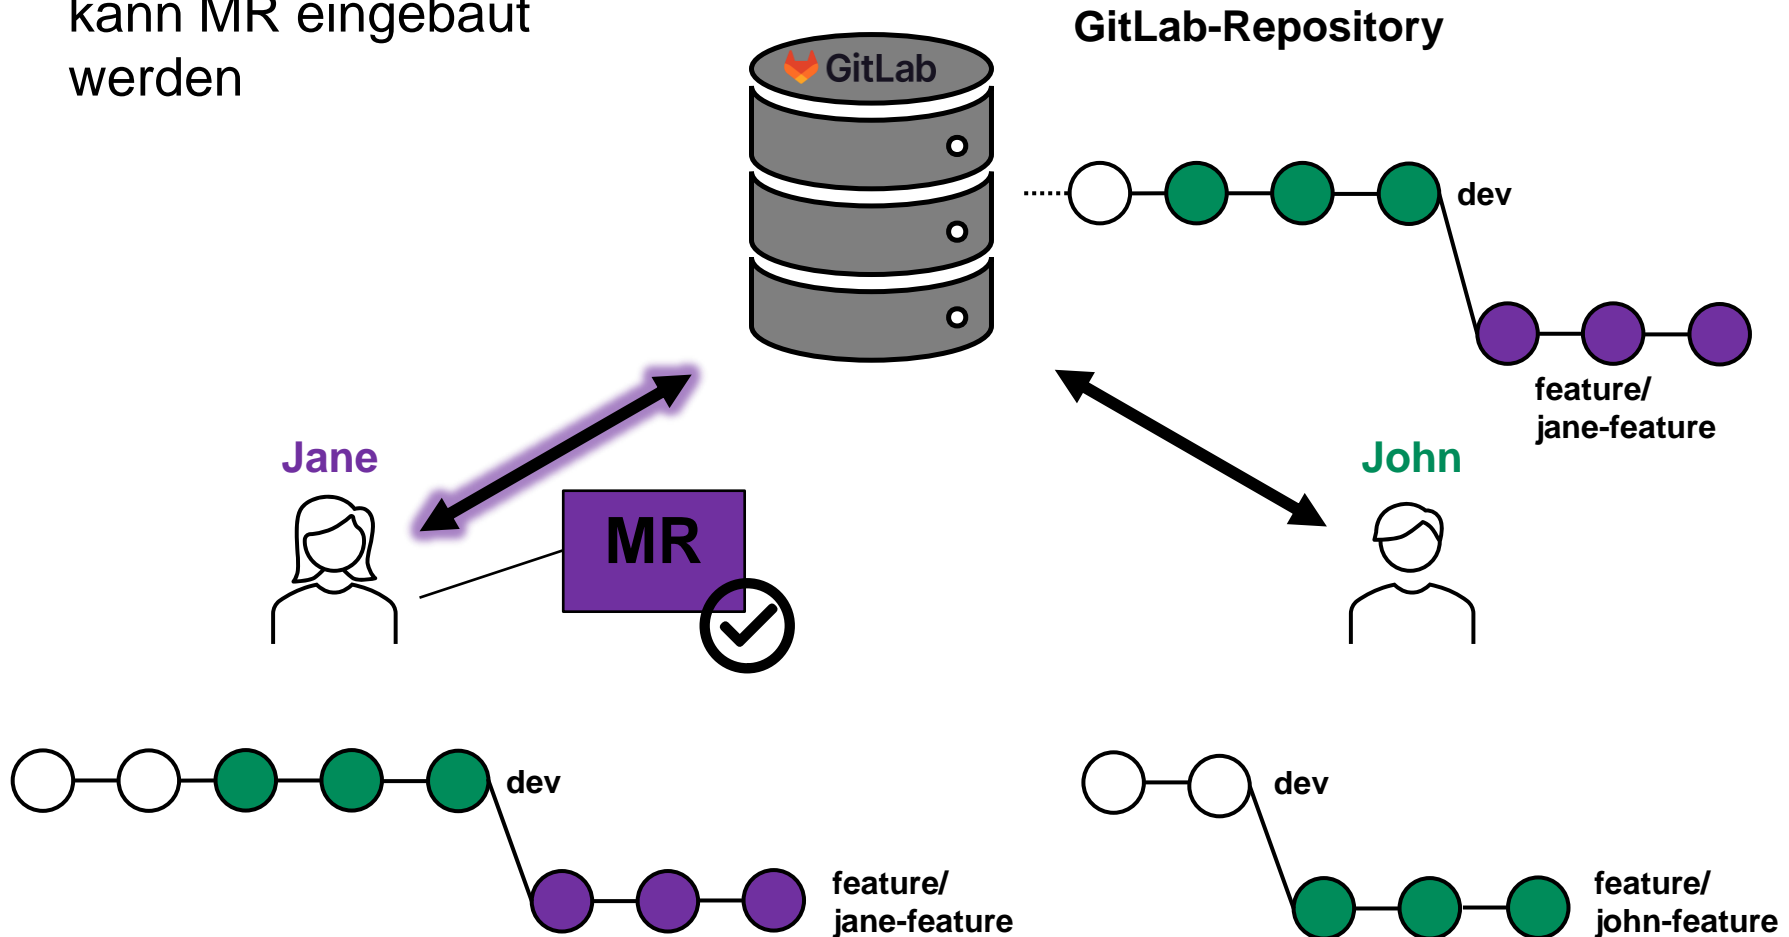 kann MR eingebaut
werden
GitLab-Repository
GitLab
dev
feature/
jane-feature
Jane
John
MR
dev
feature/
jane-feature
dev
feature/
john-feature